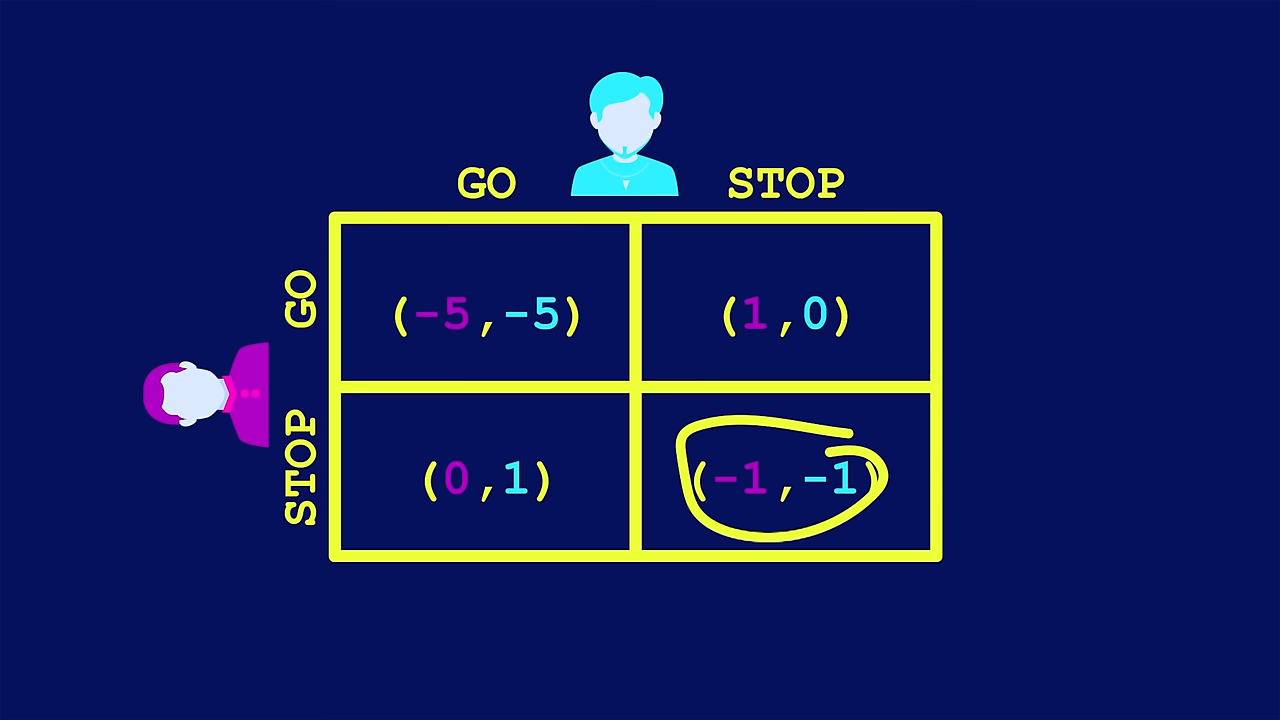 GO STOP
GO
(-5,-5) (1,0)
STOP
(0,1) (-1,-1)